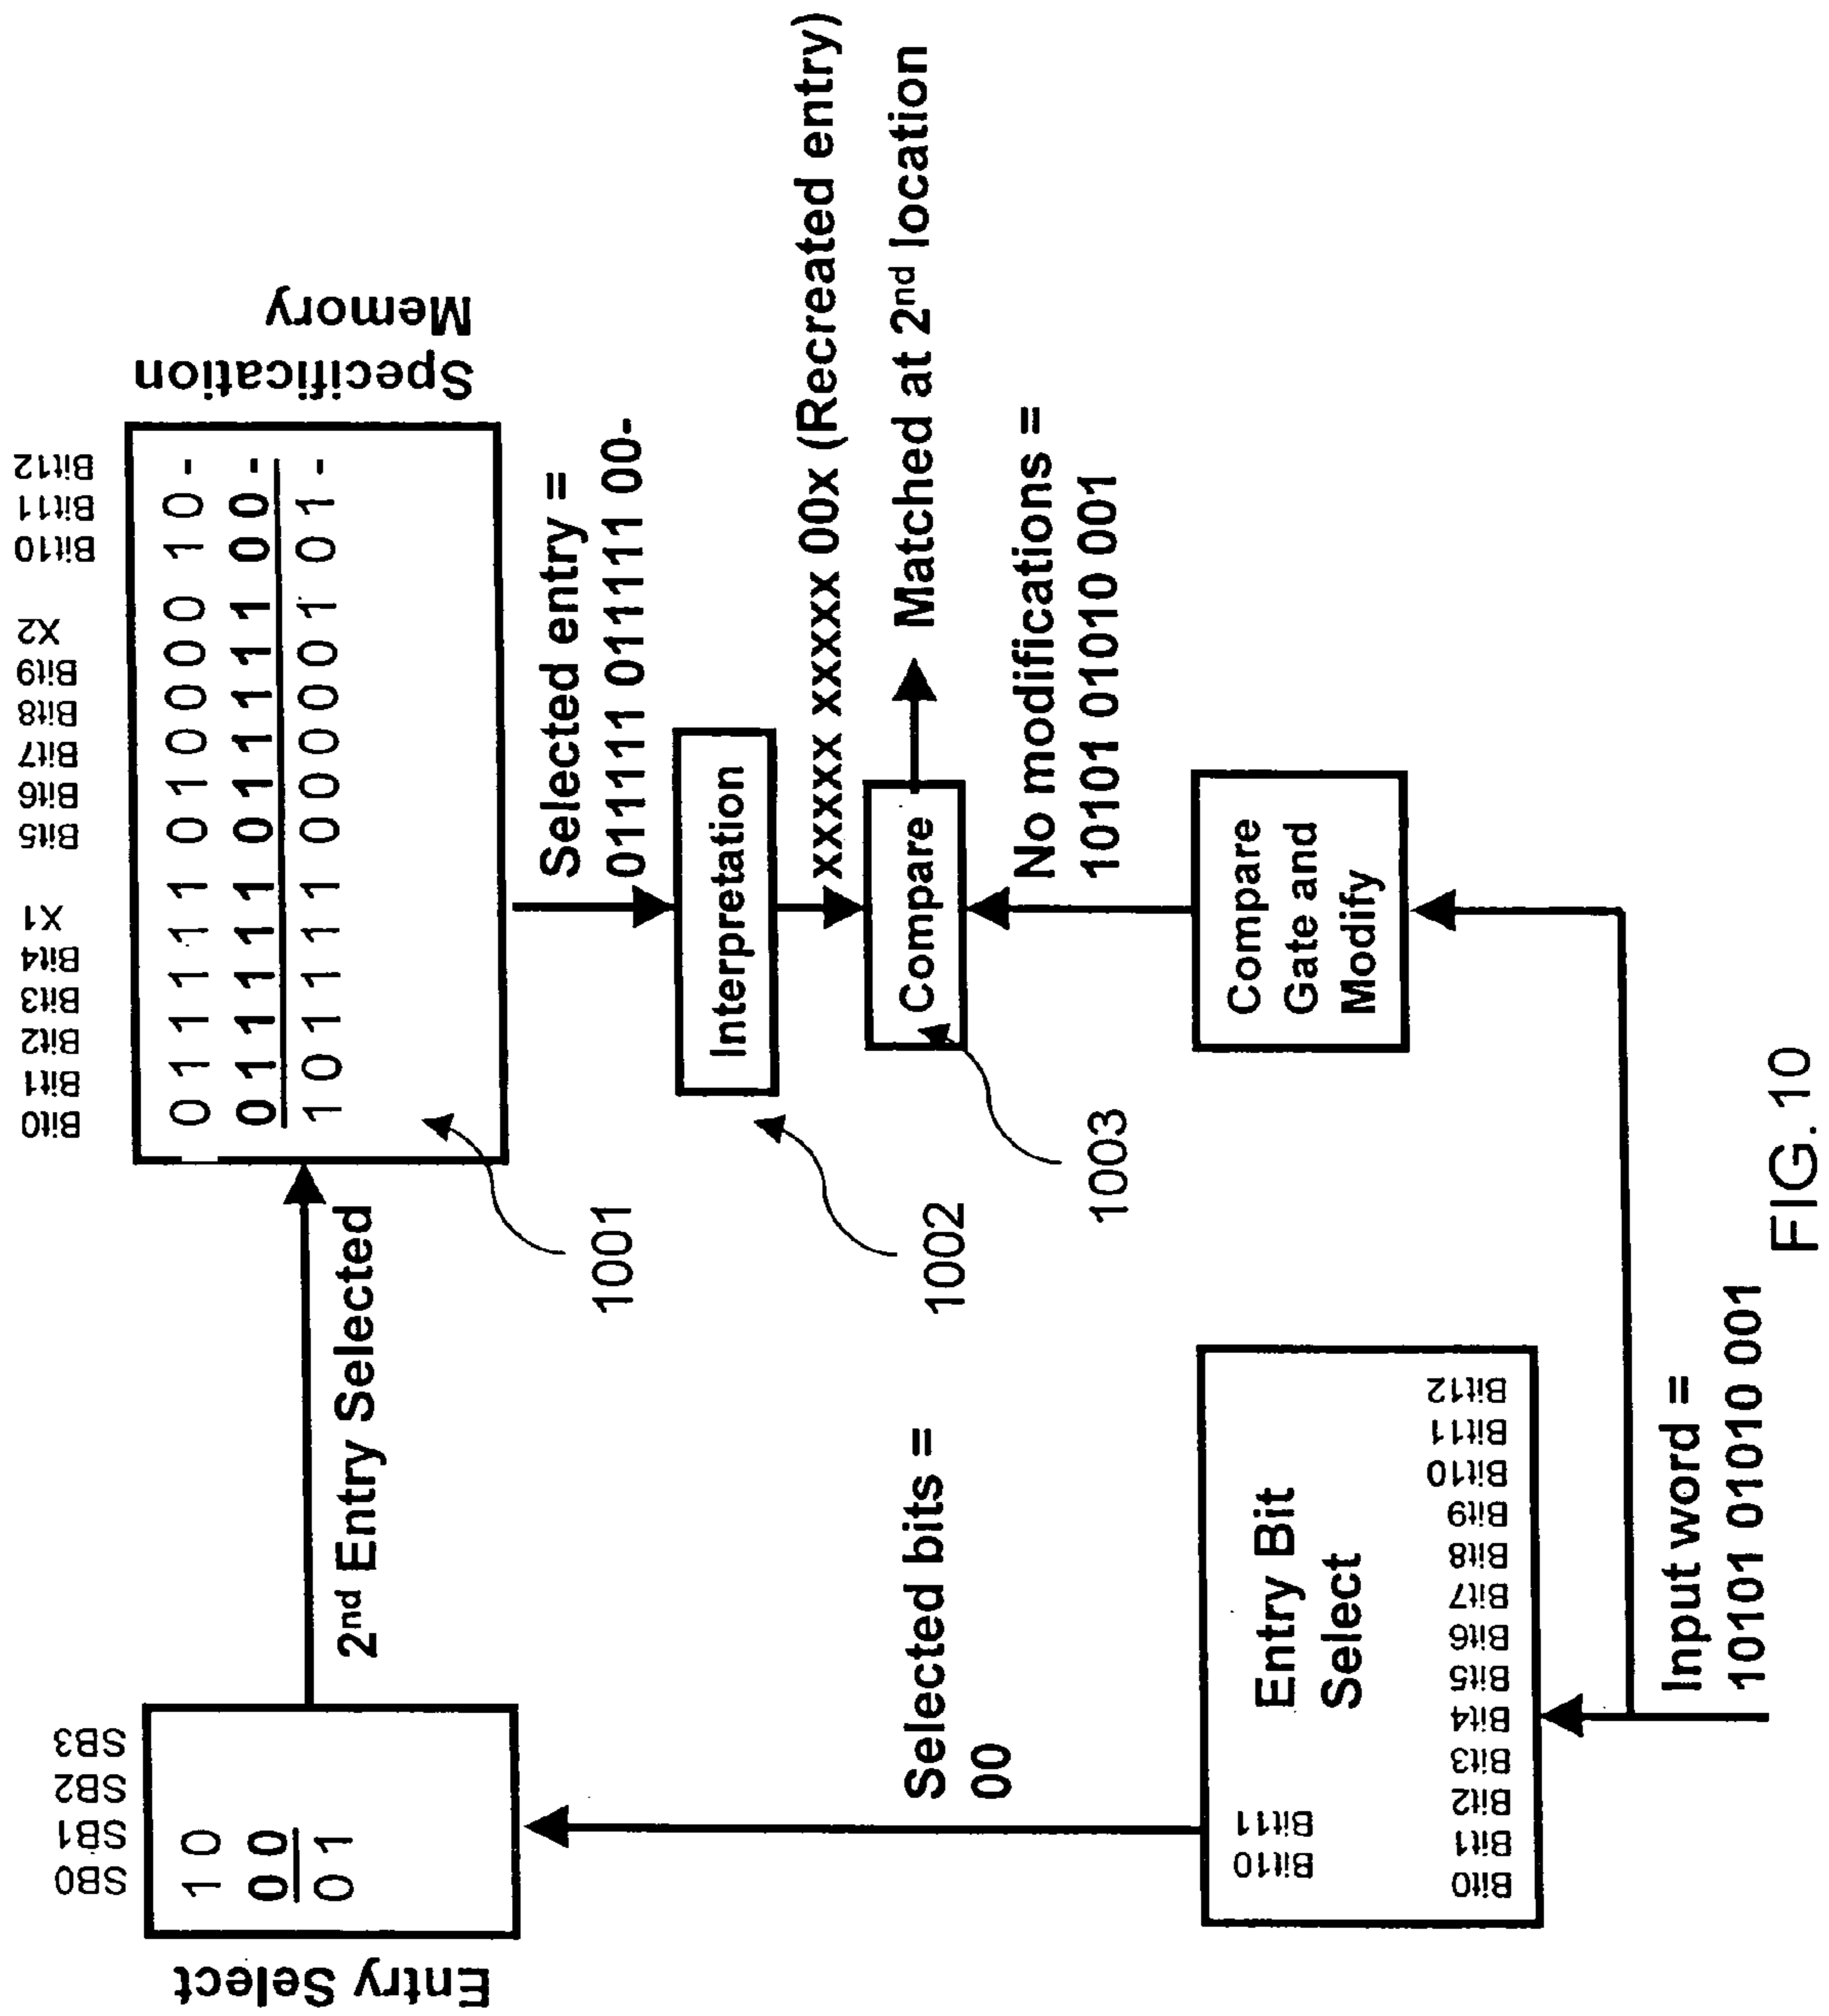 Entry Select
SB0 SB1 SB2 SB3
1 0
0 0
0 1
2nd Entry Selected
Bit0 Bit1 Bit2 Bit3 Bit4 X1 Bit5 Bit6 Bit7 Bit8 Bit9 X2 Bit10 Bit11 Bit12
0 1 1 1 1 1 0 1 0 0 0 0 1 0 -
0 1 1 1 1 1 0 1 1 1 1 1 0 0 -
1 0 1 1 1 1 0 0 0 0 0 1 0 1 -
Specification
Memory
1001
Selected entry =
011111 011111 00-
Interpretation
1002
xxxxx xxxxx 00x (Recreated entry)
Compare
1003
Matched at 2nd location
No modifications =
10101 01010 001
Compare
Gate and
Modify
Selected bits =
00
Bit10 Bit11
Entry Bit
Select
Bit0 Bit1 Bit2 Bit3 Bit4 Bit5 Bit6 Bit7 Bit8 Bit9 Bit10 Bit11 Bit12
Input word =
10101 01010 001
FIG. 10